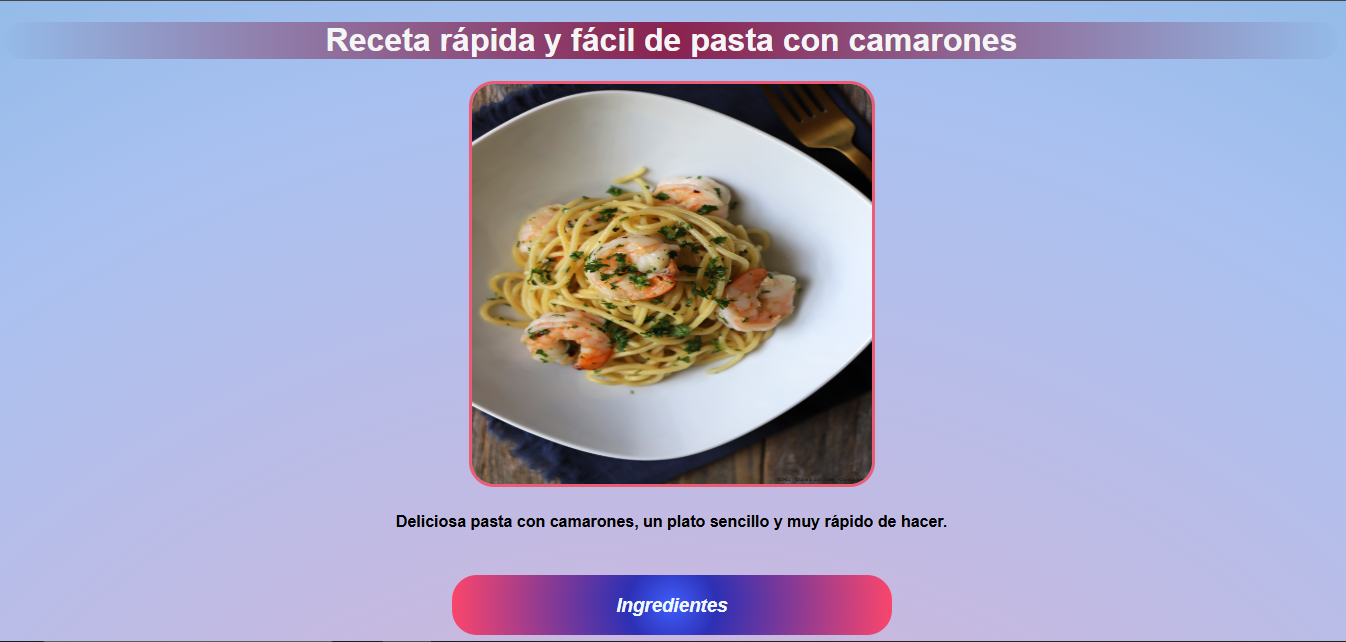 Receta rápida y fácil de pasta con camarones
Deliciosa pasta con camarones, un plato sencillo y muy rápido de hacer.
Ingredientes